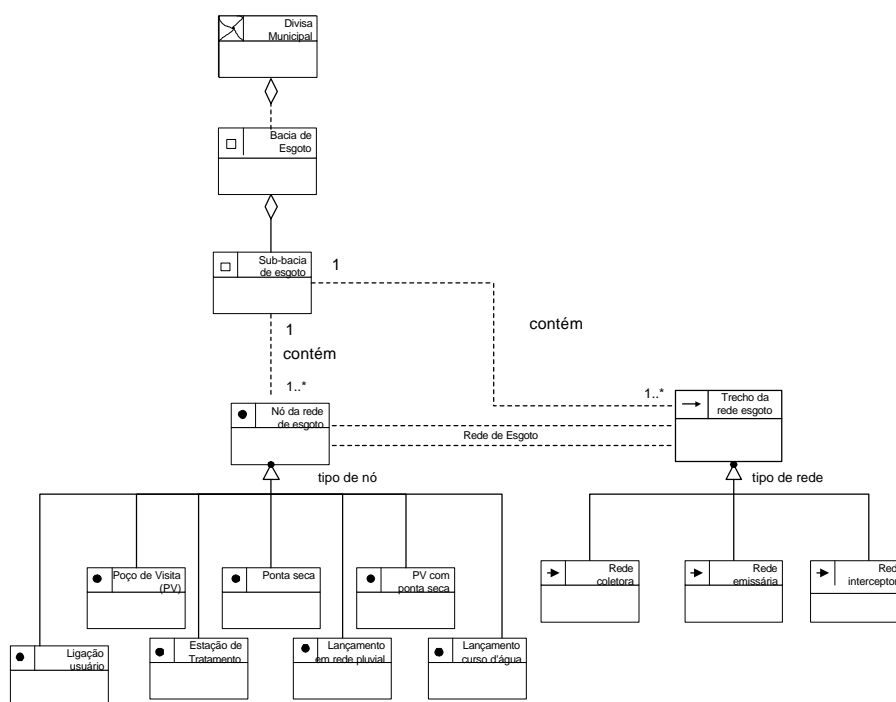 Divisa
Municipal
Bacia de
Esgoto
Sub-bacia
de esgoto
1
1
contém
contém
1..*
1..*
Nó da rede
de esgoto
Rede de Esgoto
Trecho da
rede esgoto
tipo de nó
tipo de rede
Poço de Visita
(PV)
Ponta seca
PV com
ponta seca
Rede
coletora
Rede
emissária
Rede
interceptora
Ligação
usuário
Estação de
Tratamento
Lançamento
em rede pluvial
Lançamento
curso d'água